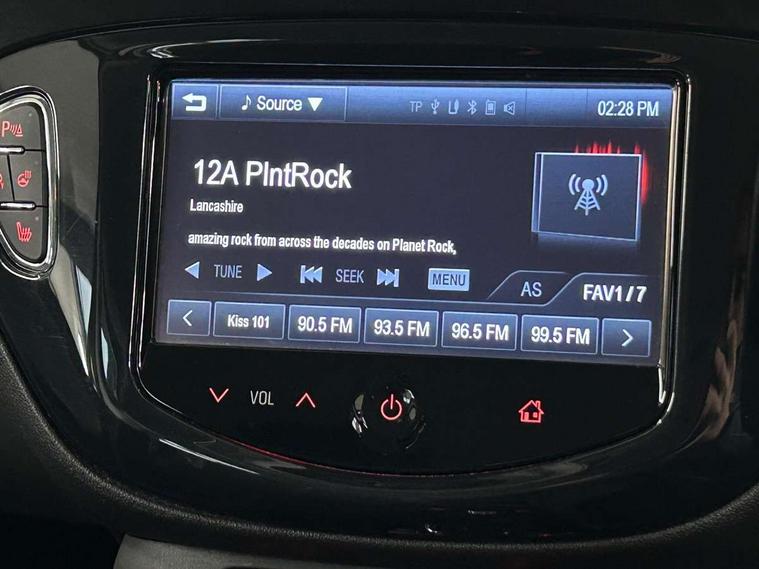 Source
TP
02:28 PM
12A PlntRock
Lancashire
amazing rock from across the decades on Planet Rock,
TUNE
SEEK
MENU
AS
FAV1/7
Kiss 101
90.5 FM
93.5 FM
96.5 FM
99.5 FM
VOL
P